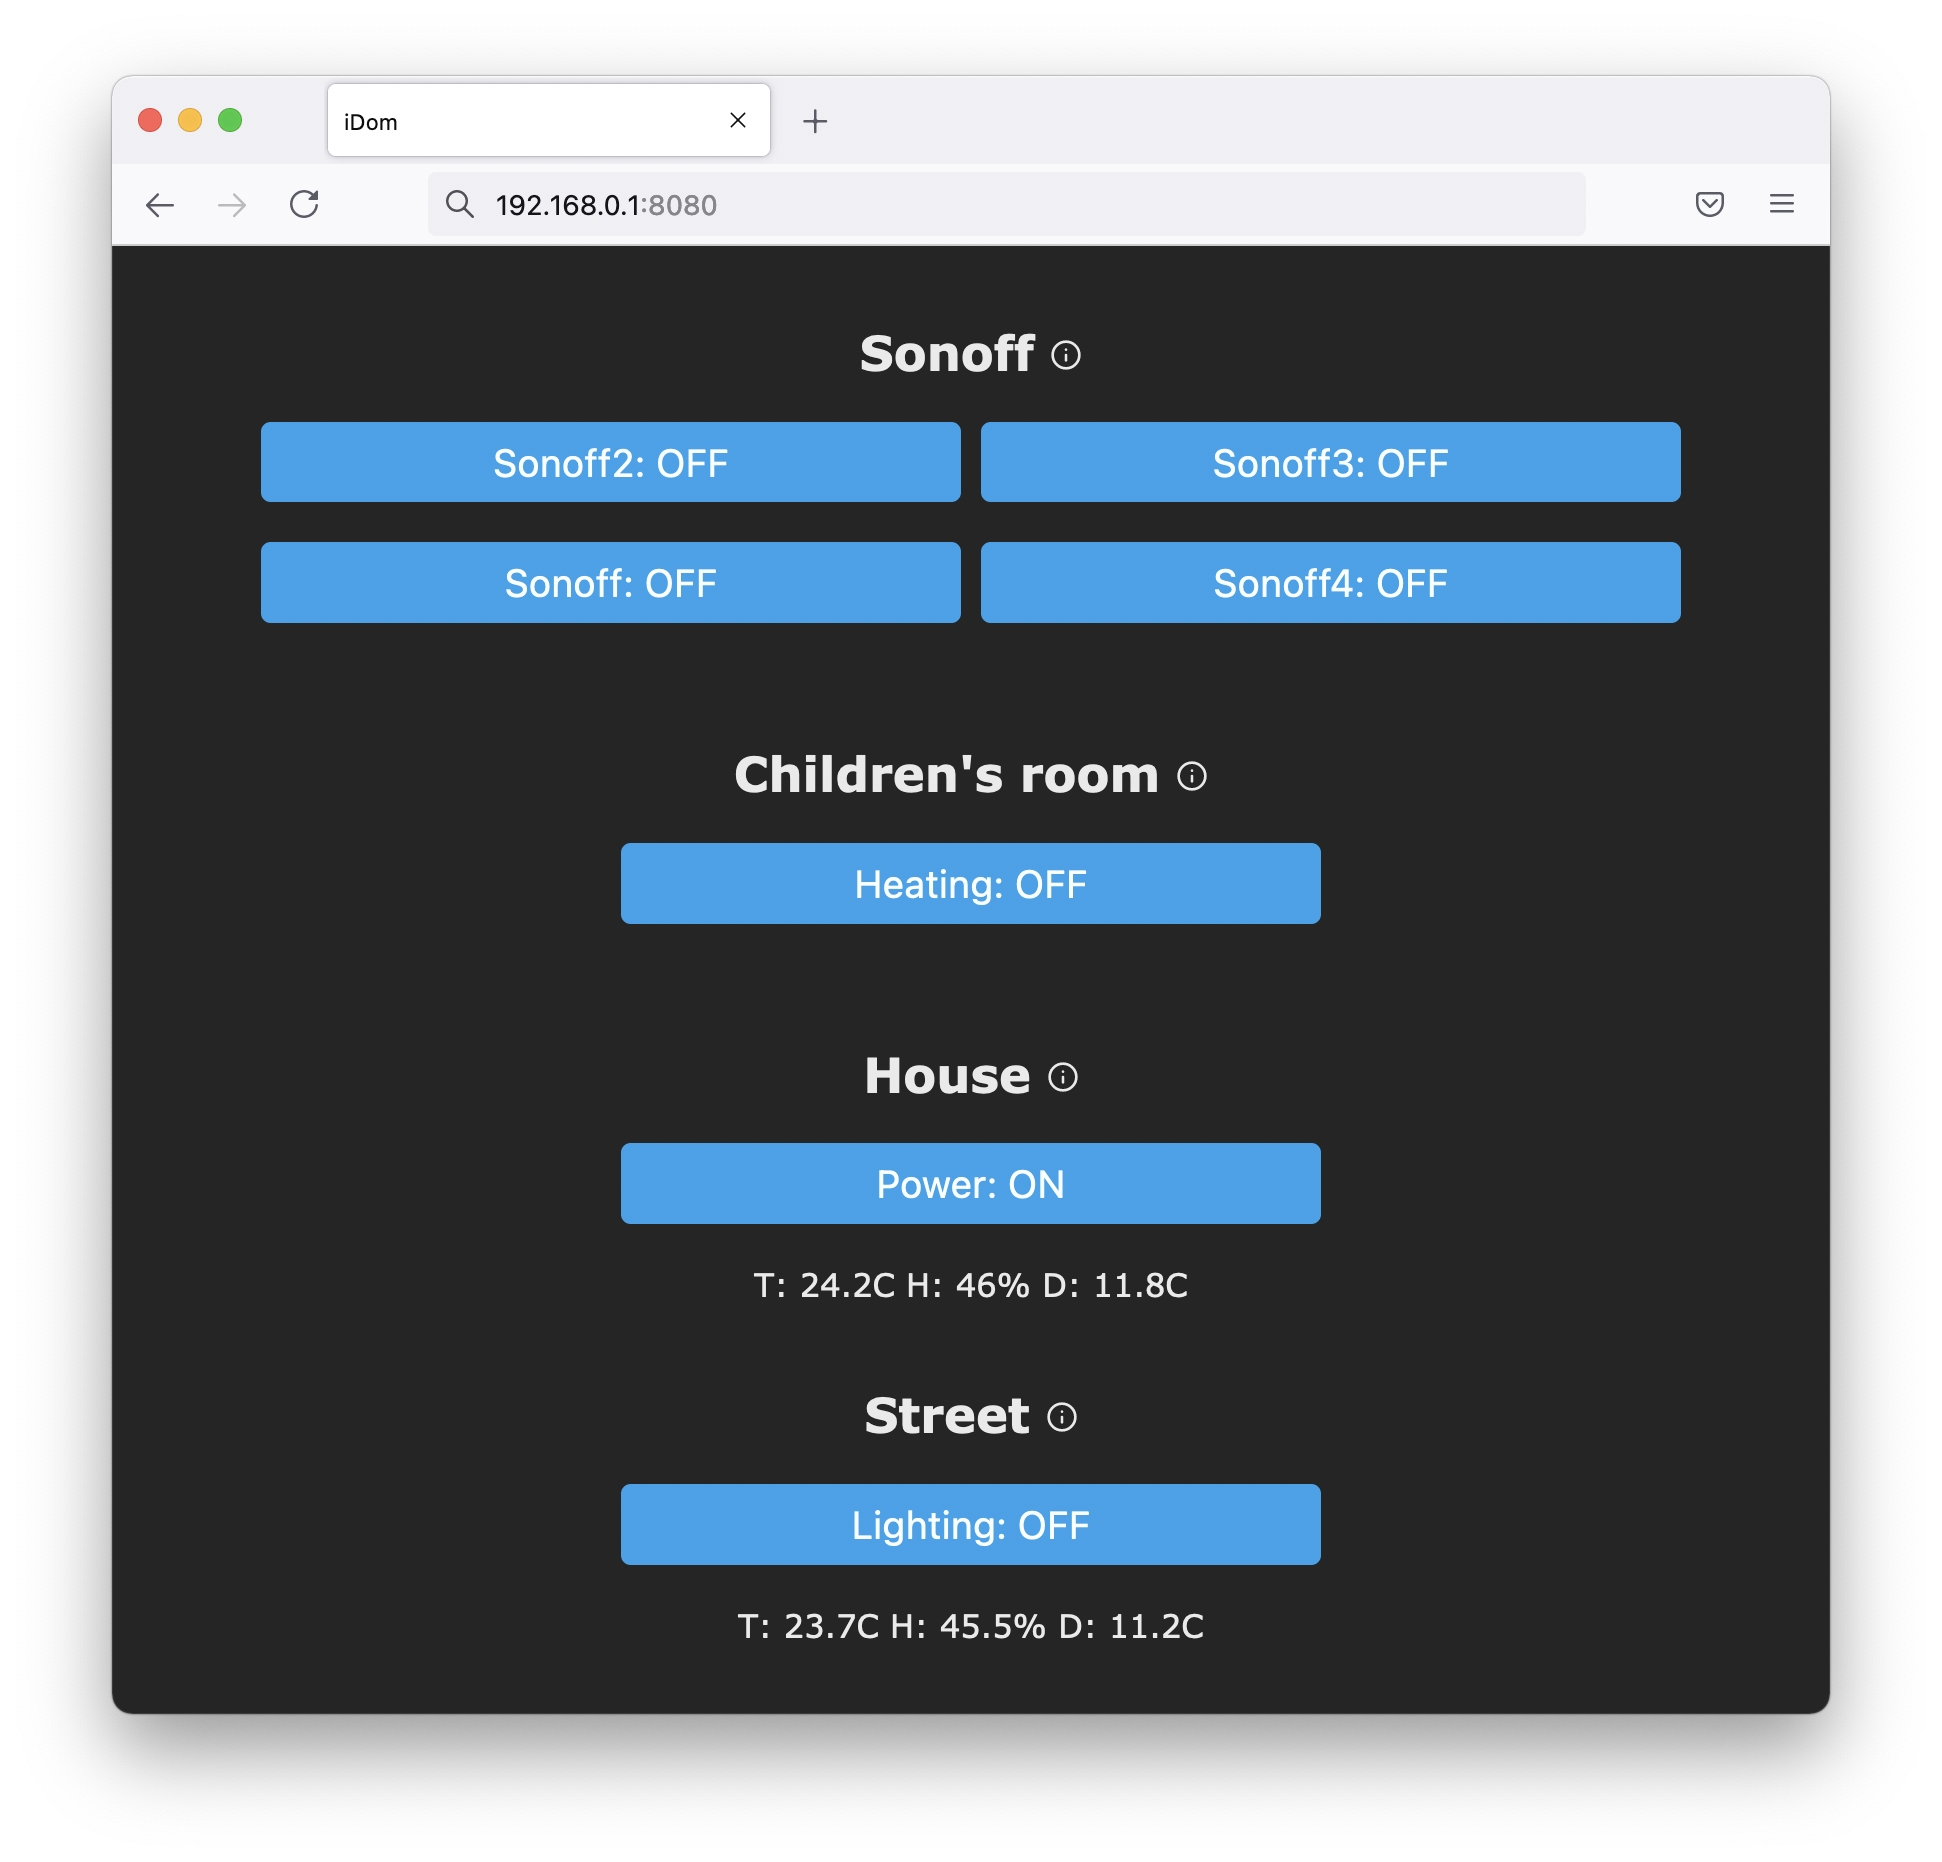 iDom
192.168.0.1:8080
Sonoff
Sonoff2: OFF
Sonoff3: OFF
Sonoff: OFF
Sonoff4: OFF
Children's room
Heating: OFF
House
Power: ON
T: 24.2C H: 46% D: 11.8C
Street
Lighting: OFF
T: 23.7C H: 45.5% D: 11.2C